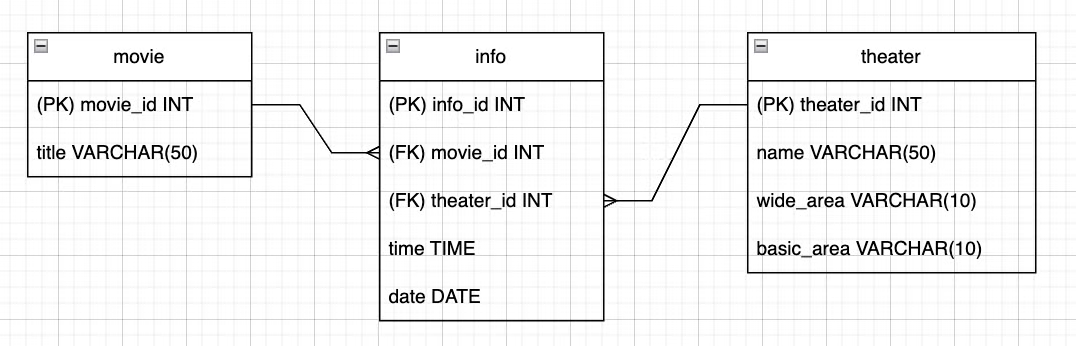 movie
(PK) movie_id INT
title VARCHAR(50)
info
(PK) info_id INT
(FK) movie_id INT
(FK) theater_id INT
time TIME
date DATE
theater
(PK) theater_id INT
name VARCHAR(50)
wide_area VARCHAR(10)
basic_area VARCHAR(10)